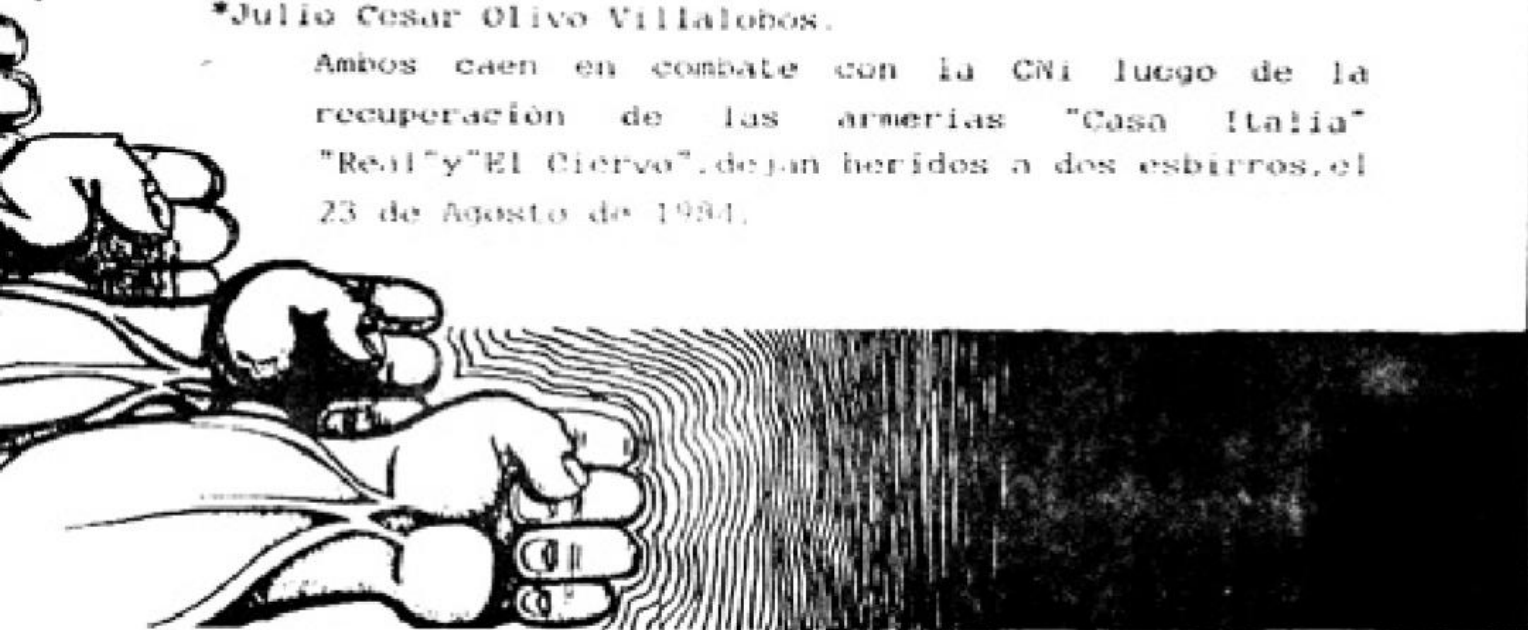 *Julio Cesar Olivo Villalobos.
Ambos caen en combate con la CNi luego de la
recuperación de las armerias "Casa Italia"
"Real"y"El Ciervo",dejan heridos a dos esbirros,el
23 de Agosto de 1984.